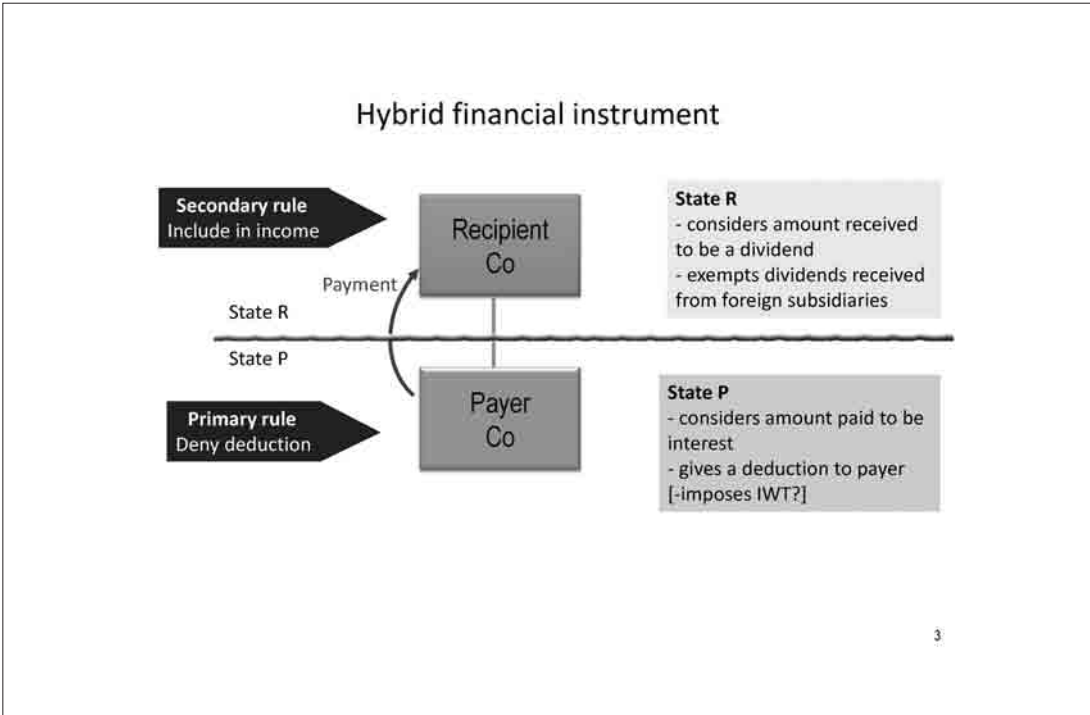 Hybrid financial instrument
Secondary rule
Include in income
Recipient
Co
State R
- considers amount received
to be a dividend
- exempts dividends received
from foreign subsidiaries
Payment
State R
State P
Primary rule
Deny deduction
Payer
Co
State P
- considers amount paid to be
interest
- gives a deduction to payer
[-imposes IWT?]
3